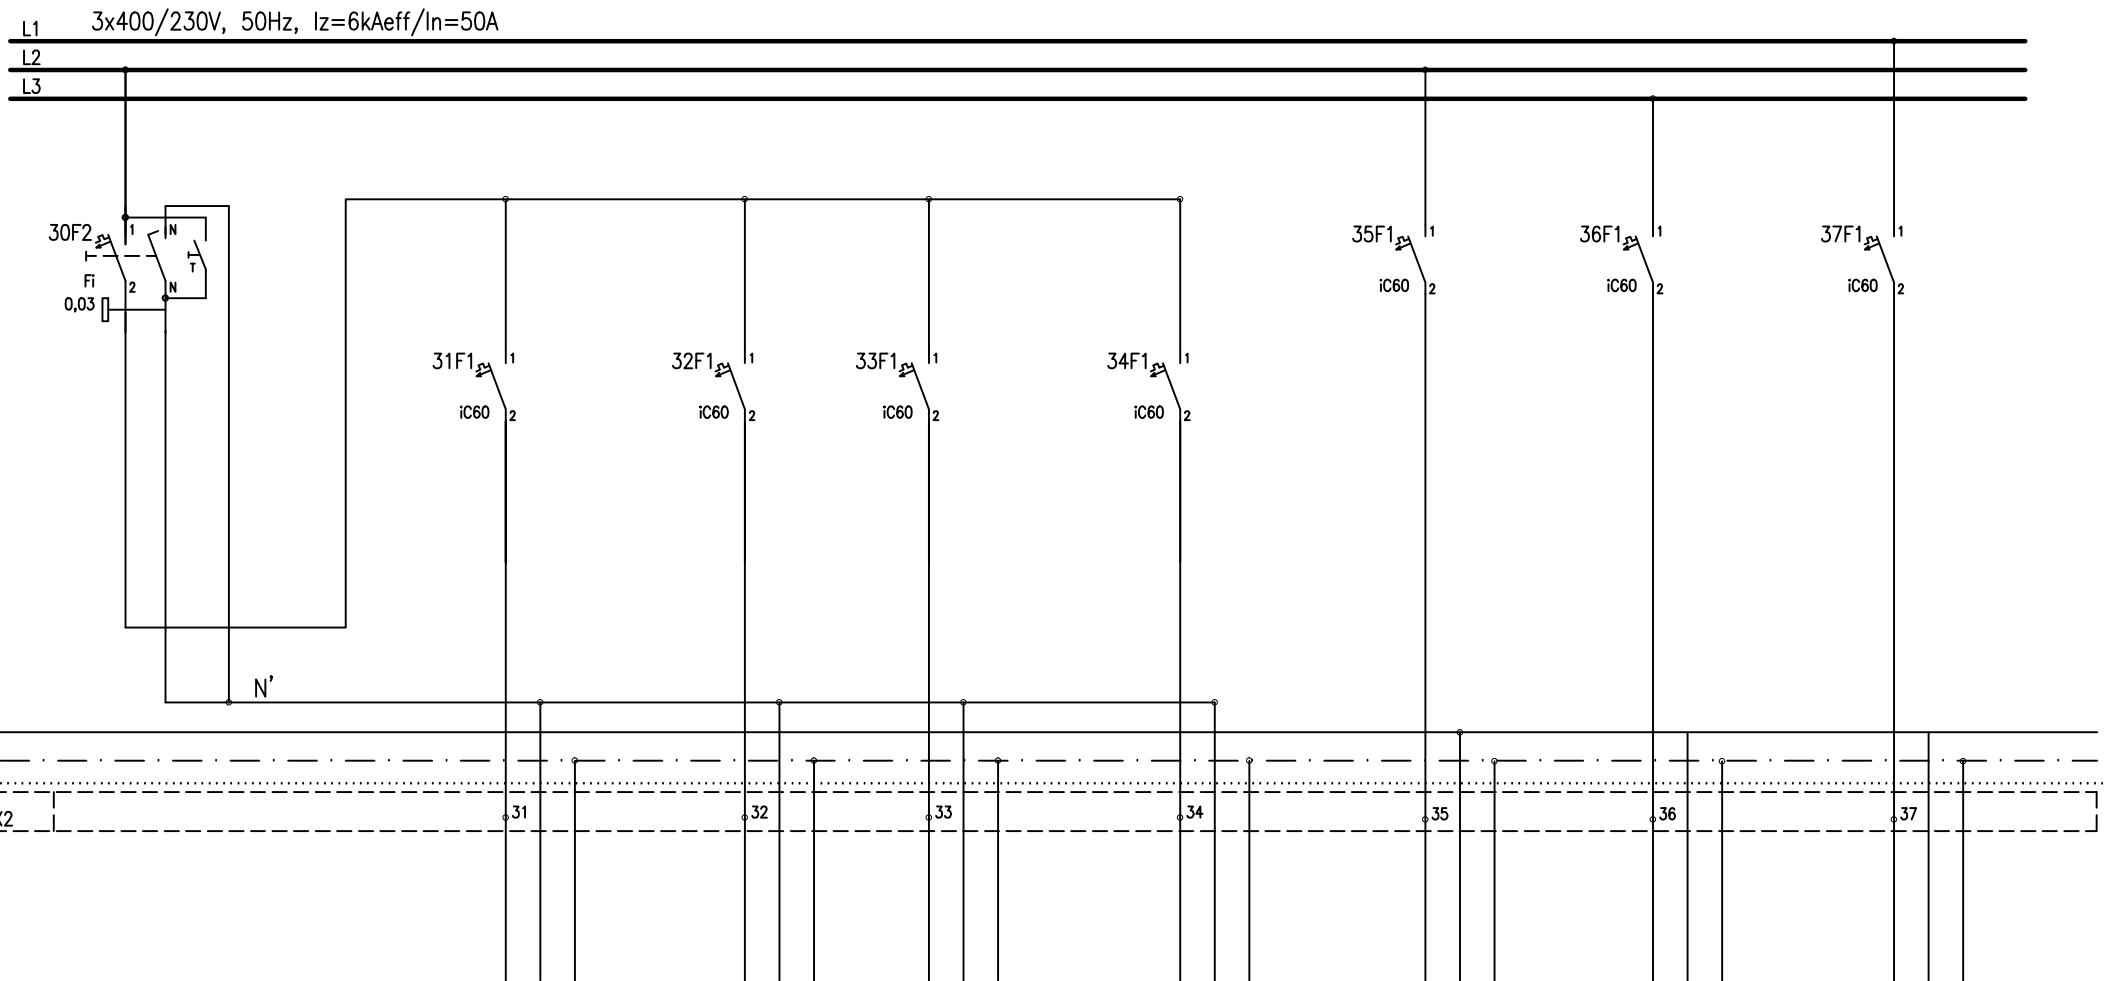 L1 3x400/230V, 50Hz, Iz=6kAeff/In=50A
L2
L3
30F2 1 N
T
Fi 2 N
0,03
35F1 1
iC60 2
36F1 1
iC60 2
37F1 1
iC60 2
31F1 1
iC60 2
32F1 1
iC60 2
33F1 1
iC60 2
34F1 1
iC60 2
N'
X2 31 32 33 34 35 36 37